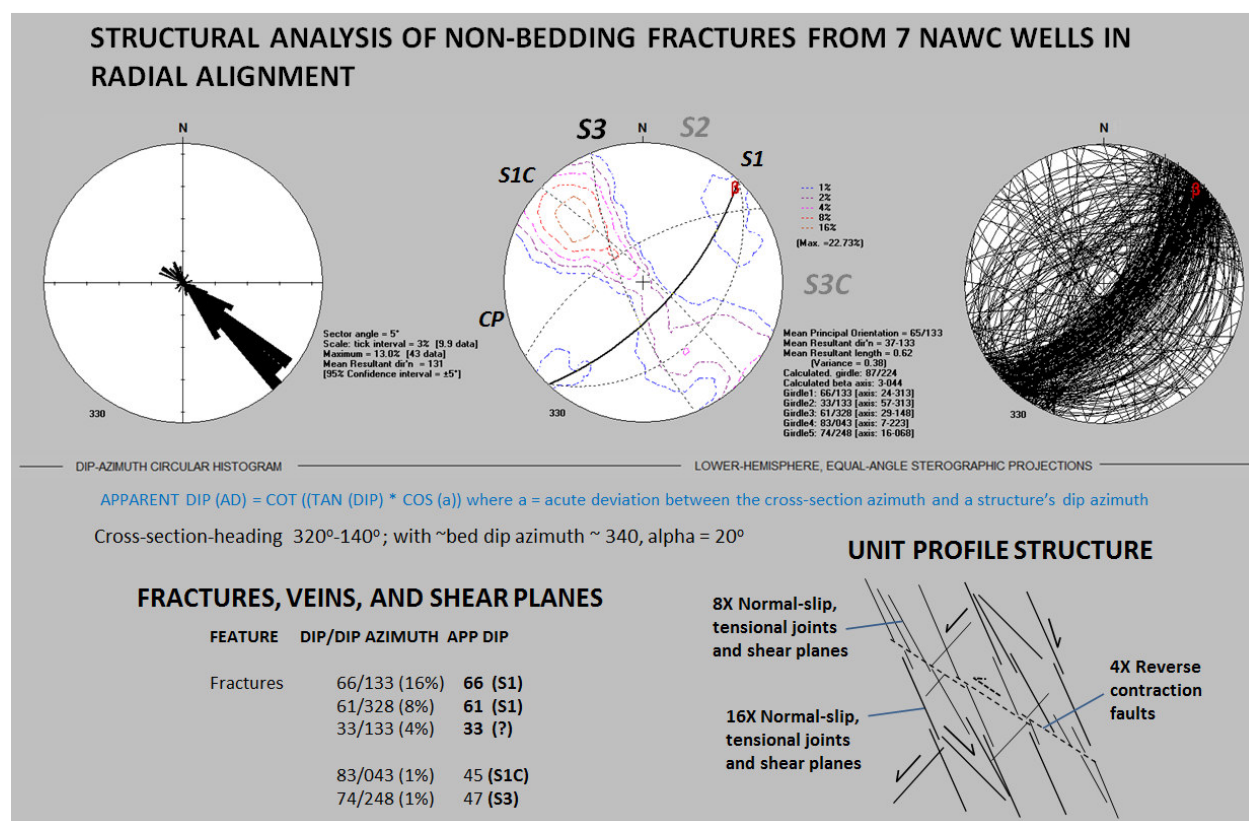 STRUCTURAL ANALYSIS OF NON-BEDDING FRACTURES FROM 7 NAWC WELLS IN
RADIAL ALIGNMENT
N
330
Sector angle = 5°
Scale: tick interval = 3% [9.9 data]
Maximum = 13.0% [43 data]
Mean Resultant dir'n = 131
[95% Confidence interval = ±5°]
S3
N
S2
S1C
S1
β
CP
S3C
1%
2%
4%
8%
16%
(Max. =22.73%)
Mean Principal Orientation = 65/133
Mean Resultant dir'n = 37-133
Mean Resultant length = 0.62
(Variance = 0.38)
Calculated. girdle: 87/224
Calculated beta axis: 3-044
Girdle1: 66/133 [axis: 24-313]
Girdle2: 33/133 [axis: 57-313]
Girdle3: 61/328 [axis: 29-148]
Girdle4: 83/043 [axis: 7-223]
Girdle5: 74/248 [axis: 16-068]
N
β
330
DIP-AZIMUTH CIRCULAR HISTOGRAM
LOWER-HEMISPHERE, EQUAL-ANGLE STEROGRAPHIC PROJECTIONS
APPARENT DIP (AD) = COT ((TAN (DIP) * COS (a)) where a = acute deviation between the cross-section azimuth and a structure's dip azimuth
Cross-section-heading 320º-140º; with ~bed dip azimuth ~ 340, alpha = 20º
FRACTURES, VEINS, AND SHEAR PLANES
FEATURE DIP/DIP AZIMUTH APP DIP
Fractures 66/133 (16%) 66 (S1)
61/328 (8%) 61 (S1)
33/133 (4%) 33 (?)
83/043 (1%) 45 (S1C)
74/248 (1%) 47 (S3)
UNIT PROFILE STRUCTURE
8X Normal-slip,
tensional joints
and shear planes
4X Reverse
contraction
faults
16X Normal-slip,
tensional joints
and shear planes